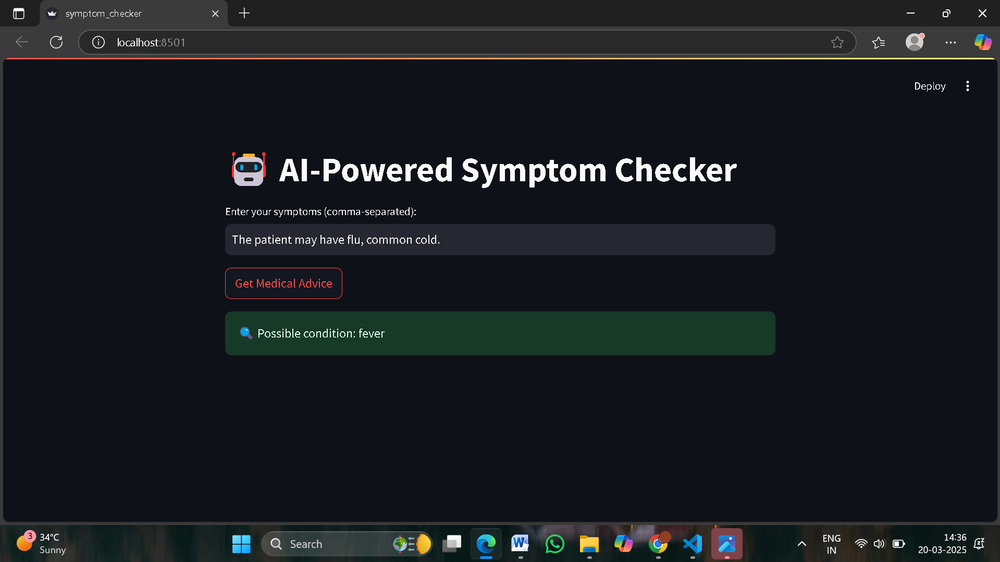 symptom_checker
localhost:8501
Deploy
AI-Powered Symptom Checker
Enter your symptoms (comma-separated):
The patient may have flu, common cold.
Get Medical Advice
Possible condition: fever
3
34°C
Sunny
Search
W
ENG
IN
14:36
20-03-2025